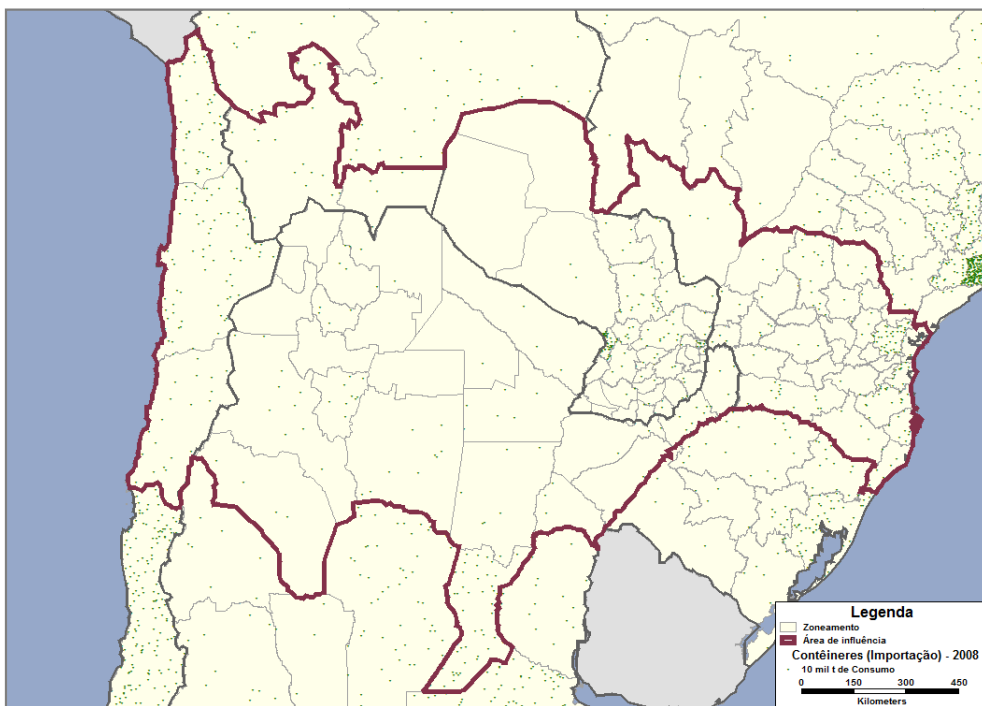 Legenda
Zoneamento
Área de influência
Contêineres (Importação) - 2008
10 mil t de Consumo
0 150 300 450
Kilometers